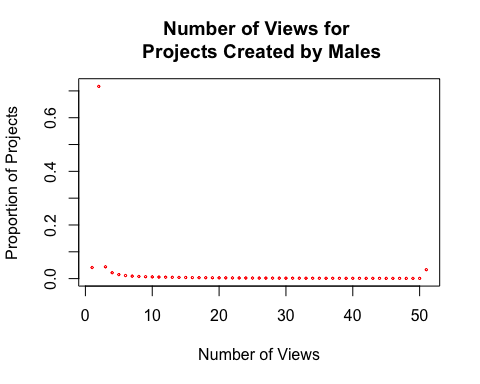 Number of Views for
Projects Created by Males
Proportion of Projects
0.6
0.4
0.2
0.0
0 10 20 30 40 50
Number of Views